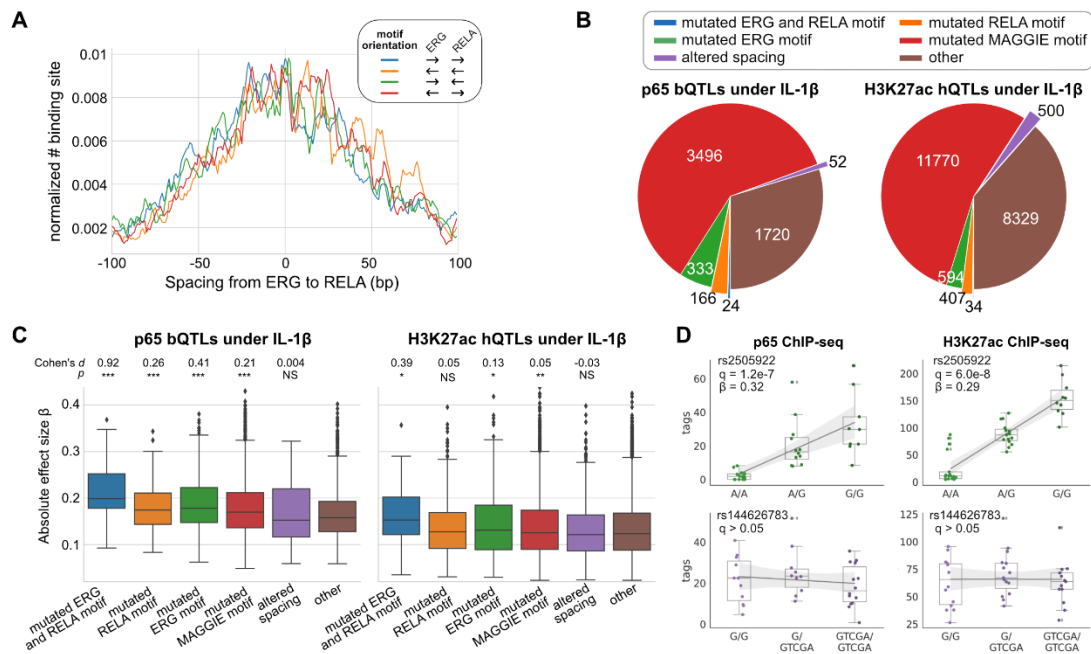 A
normalized # binding site
0.01
0.008
0.006
0.004
0.002
-100
-50
0
50
100
Spacing from ERG to RELA (bp)
motif orientation
ERG
RELA
→ →
← ←
→ ←
← →
B
mutated ERG and RELA motif
mutated RELA motif
mutated ERG motif
mutated MAGGIE motif
altered spacing
other
p65 bQTLs under IL-1β
3496
52
1720
333
166
24
H3K27ac hQTLs under IL-1β
500
11770
8329
594
407
34
C
p65 bQTLs under IL-1β
Cohen's d 0.92 0.26 0.41 0.21 0.004
p *** *** *** *** NS
Absolute effect size β
0.4
0.3
0.2
0.1
mutated ERG and RELA motif
mutated RELA motif
mutated ERG motif
mutated MAGGIE motif
altered spacing
other
H3K27ac hQTLs under IL-1β
0.39 0.05 0.13 0.05 -0.03
* NS * ** NS
mutated ERG and RELA motif
mutated RELA motif
mutated ERG motif
mutated MAGGIE motif
altered spacing
other
D
p65 ChIP-seq
rs2505922
q = 1.2e-7
β = 0.32
tags
60
40
20
0
A/A
A/G
G/G
H3K27ac ChIP-seq
rs2505922
q = 6.0e-8
β = 0.29
200
150
100
50
0
A/A
A/G
G/G
rs144626783
q > 0.05
tags
40
20
0
G/G
G/ GTCGA
GTCGA/ GTCGA
rs144626783
q > 0.05
125
100
75
50
25
G/G
G/ GTCGA
GTCGA/ GTCGA